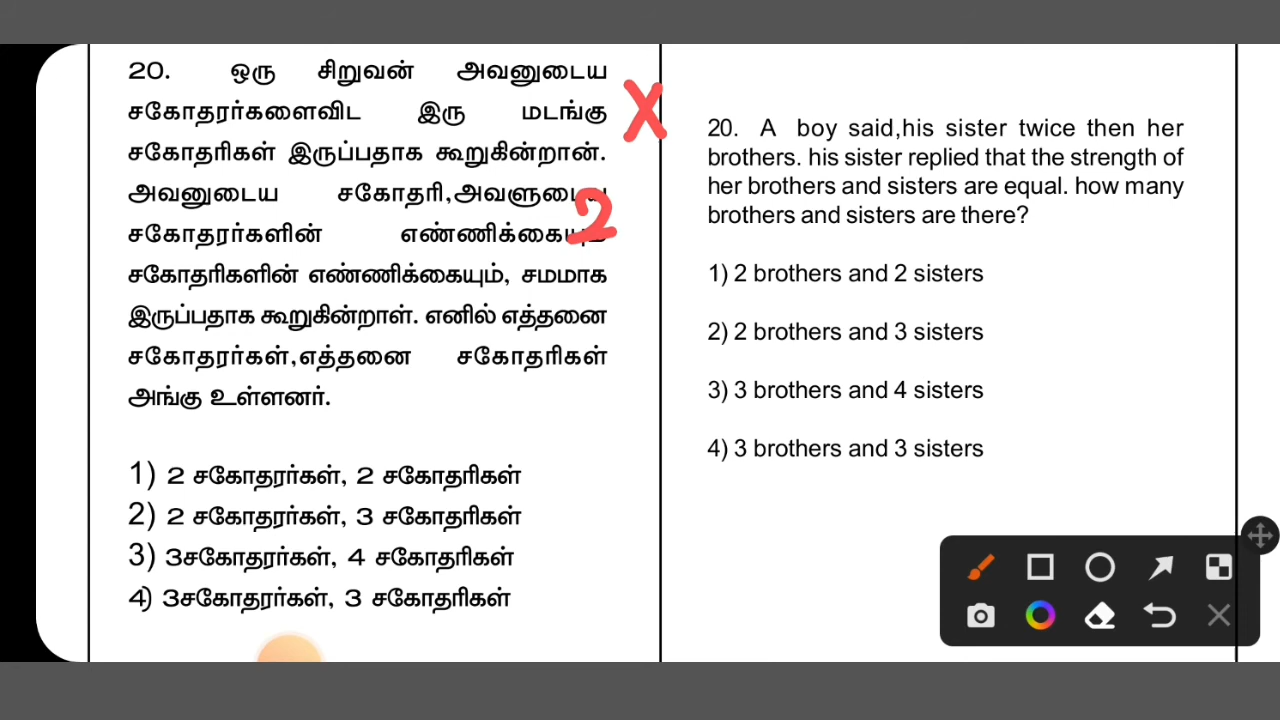 20. ஒரு சிறுவன் அவனுடைய
சகோதரர்களைவிட இரு மடங்கு
சகோதரிகள் இருப்பதாக கூறுகின்றான்.
அவனுடைய சகோதரி,அவளுடைய
சகோதரர்களின் எண்ணிக்கையும்
சகோதரிகளின் எண்ணிக்கையும், சமமாக
இருப்பதாக கூறுகின்றாள். எனில் எத்தனை
சகோதரர்கள்,எத்தனை சகோதரிகள்
அங்கு உள்ளனர்.
1) 2 சகோதரர்கள், 2 சகோதரிகள்
2) 2 சகோதரர்கள், 3 சகோதரிகள்
3) 3சகோதரர்கள், 4 சகோதரிகள்
4) 3சகோதரர்கள், 3 சகோதரிகள்
X
2
20. A boy said,his sister twice then her
brothers. his sister replied that the strength of
her brothers and sisters are equal. how many
brothers and sisters are there?
1) 2 brothers and 2 sisters
2) 2 brothers and 3 sisters
3) 3 brothers and 4 sisters
4) 3 brothers and 3 sisters